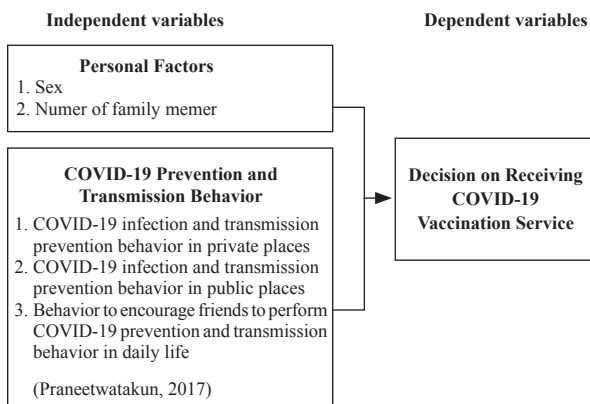 Independent variables
Dependent variables
Personal Factors
1. Sex
2. Numer of family memer
COVID-19 Prevention and
Transmission Behavior
1. COVID-19 infection and transmission
prevention behavior in private places
2. COVID-19 infection and transmission
prevention behavior in public places
3. Behavior to encourage friends to perform
COVID-19 prevention and transmission
behavior in daily life
(Praneetwatakun, 2017)
Decision on Receiving
COVID-19
Vaccination Service